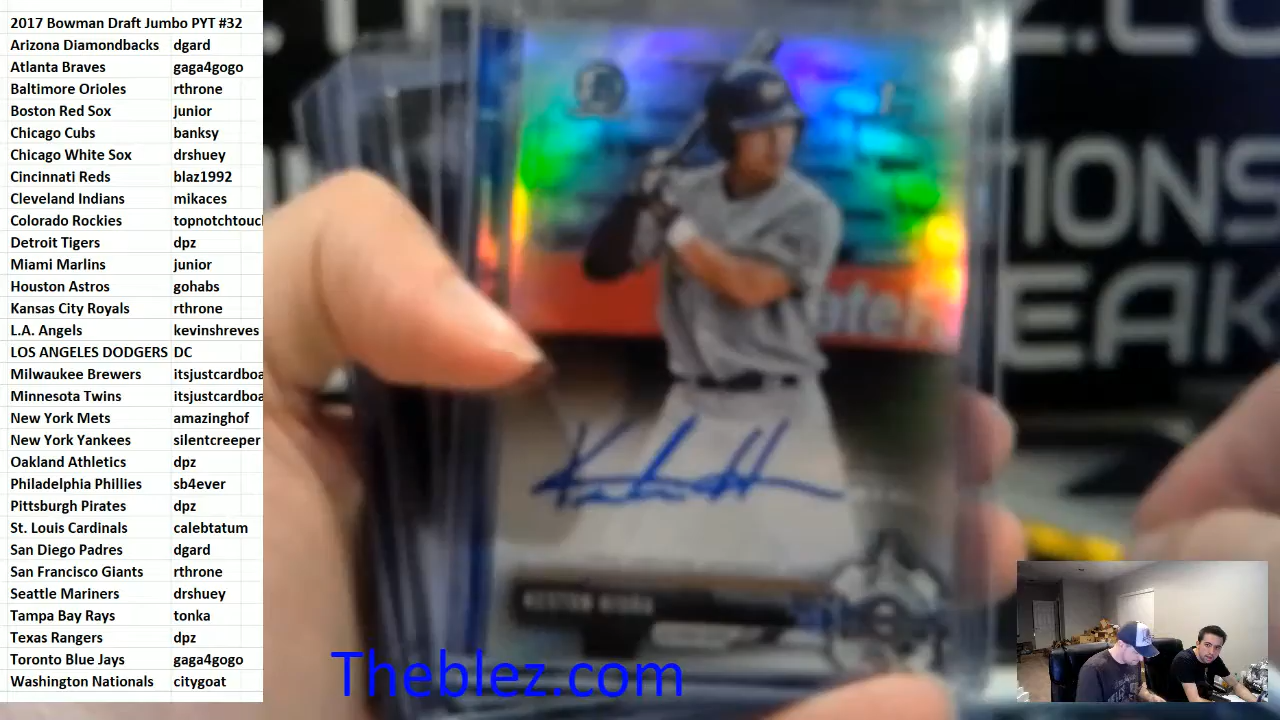 2017 Bowman Draft Jumbo PYT #32
Arizona Diamondbacks dgard
Atlanta Braves gaga4gogo
Baltimore Orioles rthrone
Boston Red Sox junior
Chicago Cubs banksy
Chicago White Sox drshuey
Cincinnati Reds blaz1992
Cleveland Indians mikaces
Colorado Rockies topnotchtouc
Detroit Tigers dpz
Miami Marlins junior
Houston Astros gohabs
Kansas City Royals rthrone
L.A. Angels kevinshreves
LOS ANGELES DODGERS DC
Milwaukee Brewers itsjustcardboa
Minnesota Twins itsjustcardboa
New York Mets amazinghof
New York Yankees silentcreeper
Oakland Athletics dpz
Philadelphia Phillies sb4ever
Pittsburgh Pirates dpz
St. Louis Cardinals calebtatum
San Diego Padres dgard
San Francisco Giants rthrone
Seattle Mariners drshuey
Tampa Bay Rays tonka
Texas Rangers dpz
Toronto Blue Jays gaga4gogo
Washington Nationals citygoat
Z.CO
TIONS
EAK
KESTON HIURA
Theblez.com